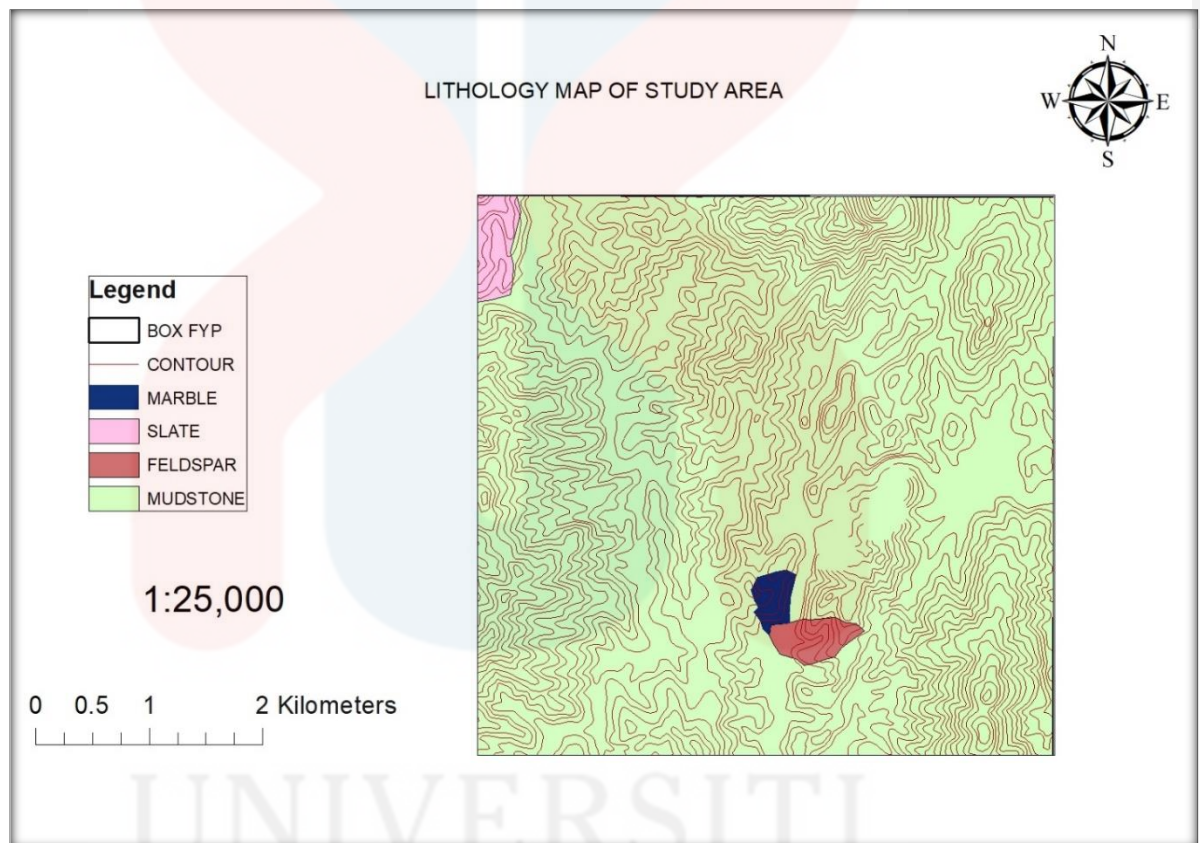 LITHOLOGY MAP OF STUDY AREA
N
W E
S
Legend
BOX FYP
CONTOUR
MARBLE
SLATE
FELDSPAR
MUDSTONE
1:25,000
0 0.5 1 2 Kilometers
UNIVERSITI